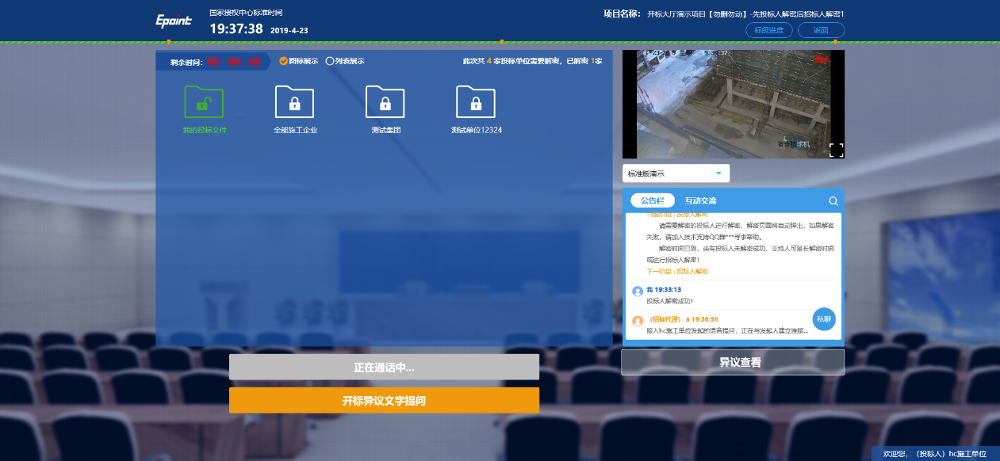 Epoint
国家授权中心标准时间
19:37:38 2019-4-23
项目名称： 开标大厅演示项目【勿删勿动】-先投标人解密后招标人解密1
标段进度 返回
剩余时间： 00: 00: 00 图标展示 列表展示 此次共 4 家投标单位需要解密，已解密 1家
我的投标文件 全能施工企业 测试集团 测试单位12324
球机
标准版演示
公告栏 互动交流
当前阶段：投标人解密
请需要解密的投标人进行解密，解密页面将自动弹出，如果解密
失败，请加入技术支持QQ群***寻求帮助。
解密时间已到，尚有投标人未解密成功，支持人可延长解密时间
或进行招标人解密！
下一阶段：招标人解密
我 19:33:13
投标人解密成功！
（招标代理） a 19:36:38
接入hc施工单位发起的语音提问，正在与发起人建立连接...
私聊
正在通话中...
异议查看
开标异议文字提问
欢迎您，（投标人）hc施工单位